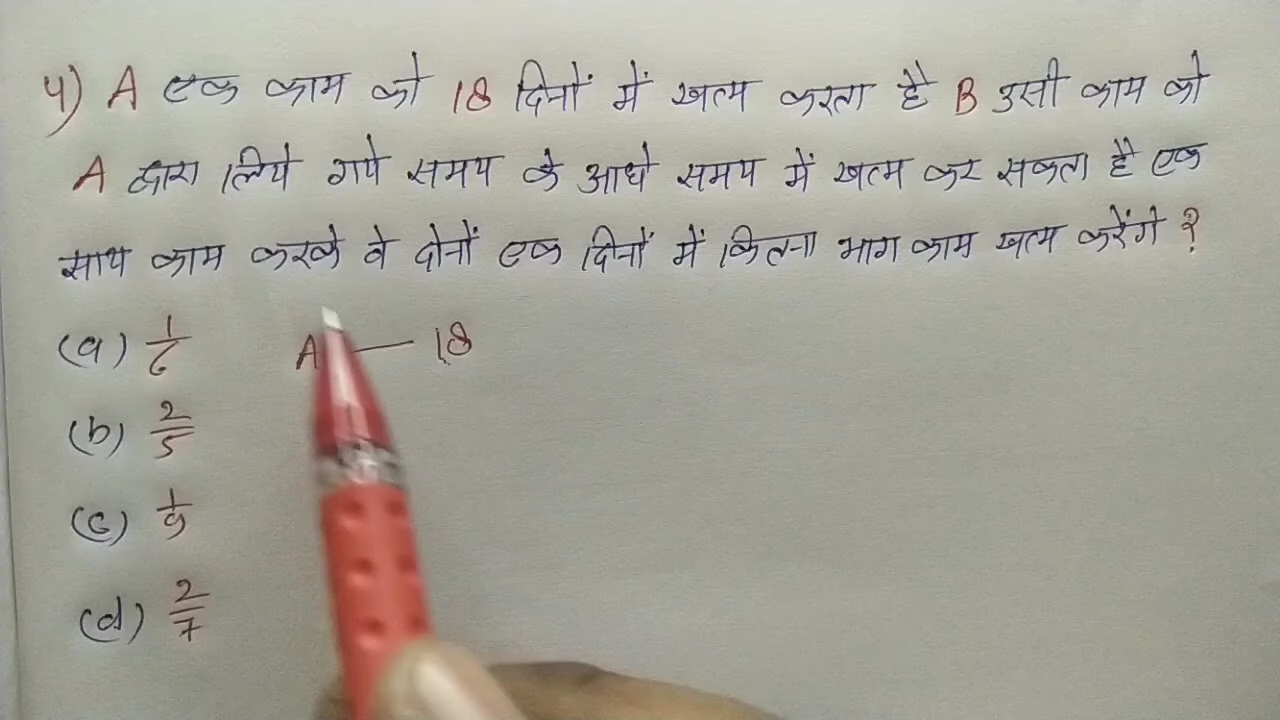 4) A एक काम को 18 दिनों में खत्म करता है B उसी काम को
A द्वारा लिये गये समय के आधे समय में खत्म कर सकता है एक
साथ काम करके वे दोनों एक दिनों में कितना भाग काम खत्म करेंगे ?
(a) 1/6
A — 18
(b) 2/5
(c) 1/9
(d) 2/7